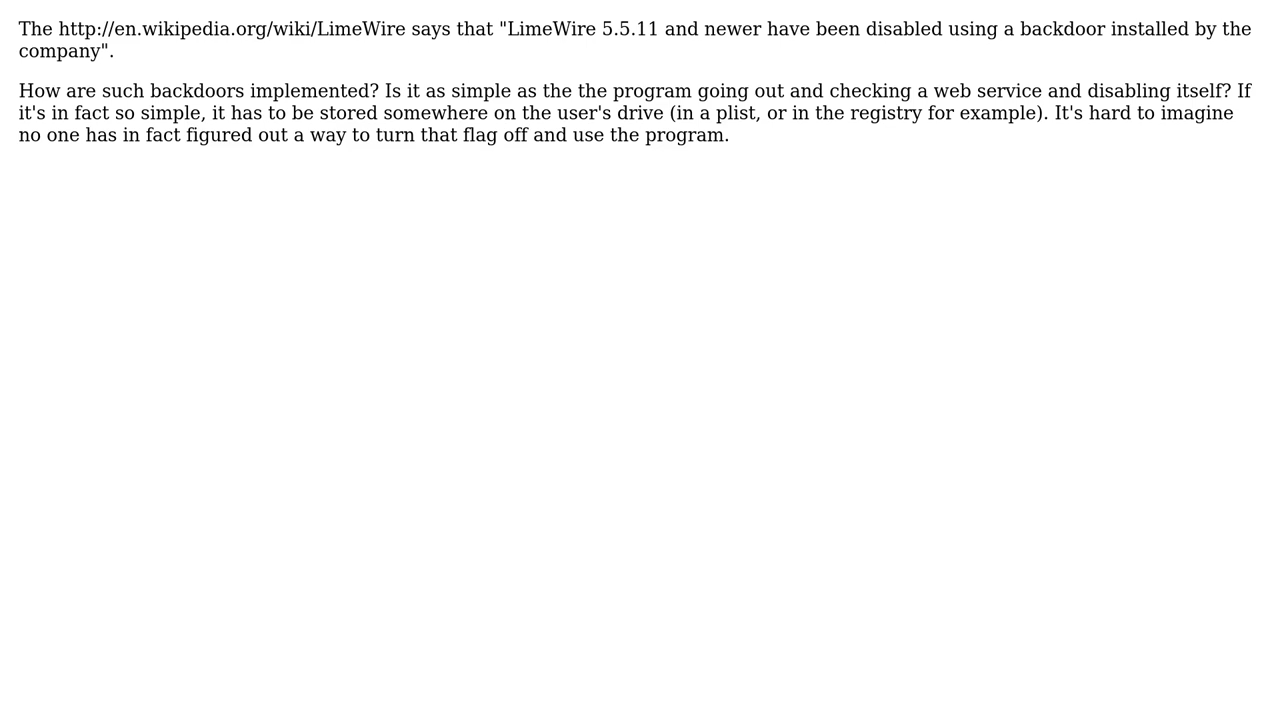 The http://en.wikipedia.org/wiki/LimeWire says that "LimeWire 5.5.11 and newer have been disabled using a backdoor installed by the
company".
How are such backdoors implemented? Is it as simple as the the program going out and checking a web service and disabling itself? If
it's in fact so simple, it has to be stored somewhere on the user's drive (in a plist, or in the registry for example). It's hard to imagine
no one has in fact figured out a way to turn that flag off and use the program.